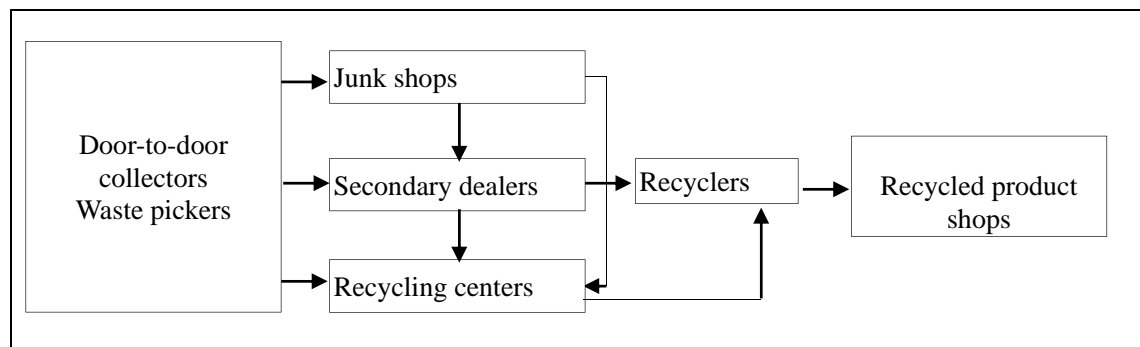 Junk shops
Door-to-door
collectors
Waste pickers
Secondary dealers
Recyclers
Recycled product
shops
Recycling centers